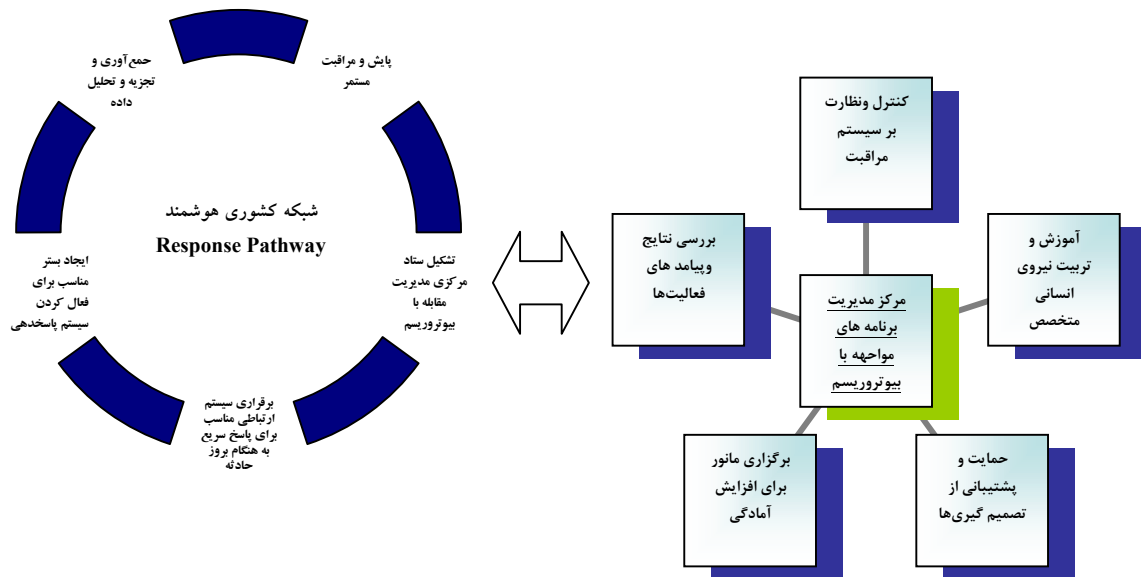 پایش و مراقبت
مستمر
تشکیل ستاد
مرکزی مدیریت
مقابله با
بیوتروریسم
برقراری سیستم
ارتباطی مناسب
برای پاسخ سریع
به هنگام بروز
حادثه
ایجاد بستر
مناسب برای
فعال کردن
سیستم پاسخدهی
حمع‌آوری و
تجزیه و تحلیل
داده
شبکه کشوری هوشمند
Response Pathway
کنترل ونظارت
بر سیستم
مراقبت
آموزش و
تربیت نیروی
انسانی
متخصص
حمایت و
پشتیبانی از
تصمیم گیری‌ها
برگزاری مانور
برای افزایش
آمادگی
بررسی نتایج
وپیامد های
فعالیت‌ها
مرکز مدیریت
برنامه های
مواحهه با
بیوتروریسم